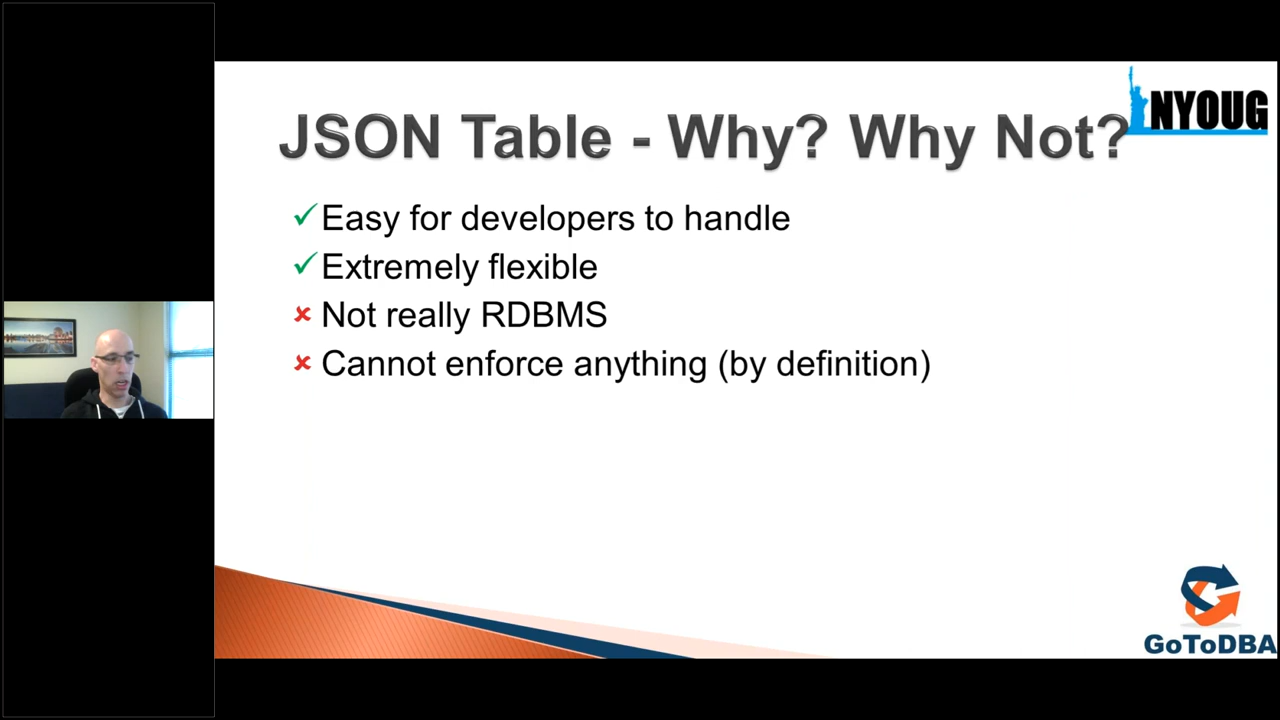 NYOUG
JSON Table - Why? Why Not?
Easy for developers to handle
Extremely flexible
Not really RDBMS
Cannot enforce anything (by definition)
GoToDBA